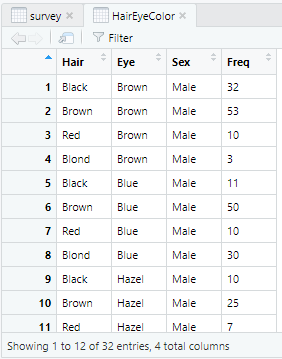 survey HairEyeColor
Filter
Hair Eye Sex Freq
1 Black Brown Male 32
2 Brown Brown Male 53
3 Red Brown Male 10
4 Blond Brown Male 3
5 Black Blue Male 11
6 Brown Blue Male 50
7 Red Blue Male 10
8 Blond Blue Male 30
9 Black Hazel Male 10
10 Brown Hazel Male 25
11 Red Hazel Male 7
Showing 1 to 12 of 32 entries, 4 total columns